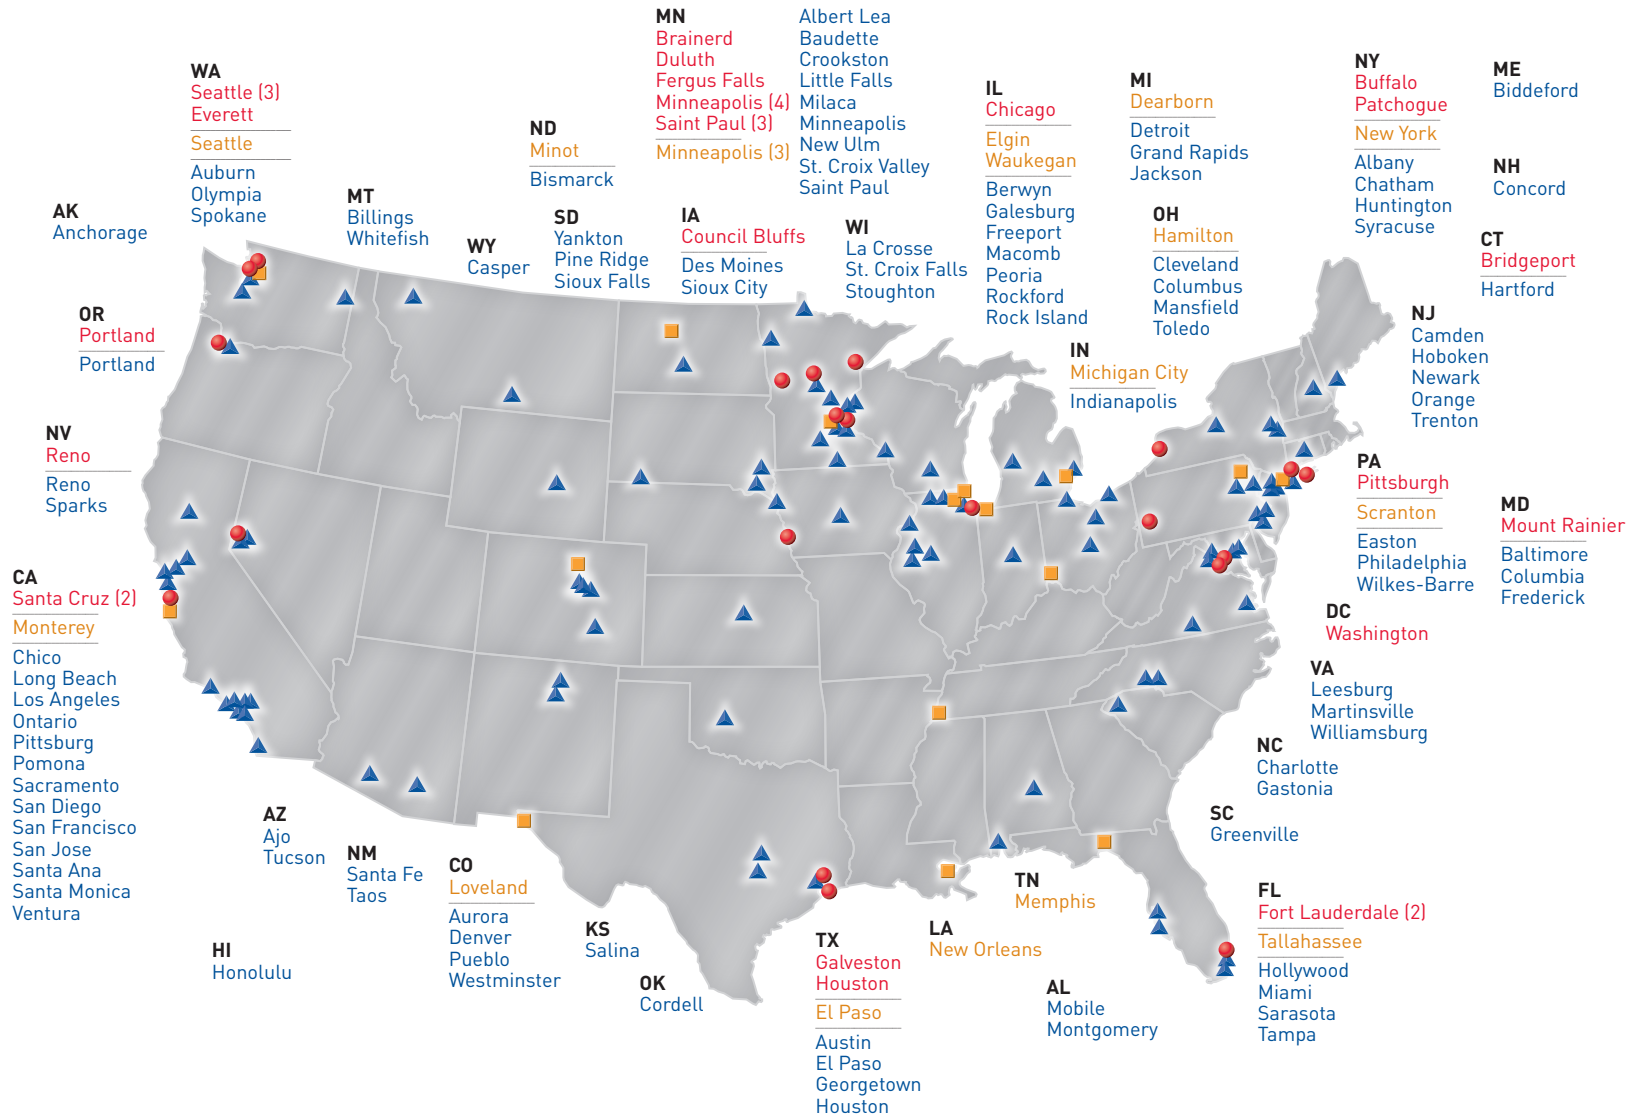 MN
Brainerd
Duluth
Fergus Falls
Minneapolis (4)
Saint Paul (3)
Minneapolis (3)
Albert Lea
Baudette
Crookston
Little Falls
Milaca
Minneapolis
New Ulm
St. Croix Valley
Saint Paul
WA
Seattle (3)
Everett
Seattle
Auburn
Olympia
Spokane
ND
Minot
Bismarck
IL
Chicago
Elgin
Waukegan
Berwyn
Galesburg
Freeport
Macomb
Peoria
Rockford
Rock Island
MI
Dearborn
Detroit
Grand Rapids
Jackson
NY
Buffalo
Patchogue
New York
Albany
Chatham
Huntington
Syracuse
ME
Biddeford
NH
Concord
AK
Anchorage
MT
Billings
Whitefish
WY
Casper
SD
Yankton
Pine Ridge
Sioux Falls
IA
Council Bluffs
Des Moines
Sioux City
WI
La Crosse
St. Croix Falls
Stoughton
OH
Hamilton
Cleveland
Columbus
Mansfield
Toledo
CT
Bridgeport
Hartford
OR
Portland
Portland
IN
Michigan City
Indianapolis
NJ
Camden
Hoboken
Newark
Orange
Trenton
NV
Reno
Reno
Sparks
PA
Pittsburgh
Scranton
Easton
Philadelphia
Wilkes-Barre
MD
Mount Rainier
Baltimore
Columbia
Frederick
CA
Santa Cruz (2)
Monterey
Chico
Long Beach
Los Angeles
Ontario
Pittsburg
Pomona
Sacramento
San Diego
San Francisco
San Jose
Santa Ana
Santa Monica
Ventura
DC
Washington
VA
Leesburg
Martinsville
Williamsburg
NC
Charlotte
Gastonia
SC
Greenville
AZ
Ajo
Tucson
NM
Santa Fe
Taos
CO
Loveland
Aurora
Denver
Pueblo
Westminster
HI
Honolulu
KS
Salina
OK
Cordell
TX
Galveston
Houston
El Paso
Austin
El Paso
Georgetown
Houston
LA
New Orleans
TN
Memphis
AL
Mobile
Montgomery
FL
Fort Lauderdale (2)
Tallahassee
Hollywood
Miami
Sarasota
Tampa